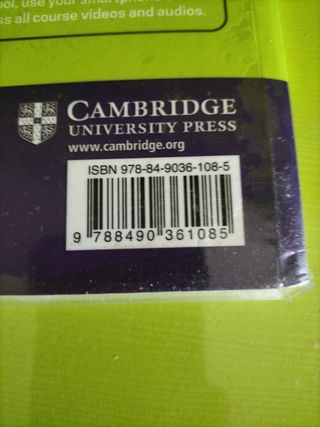 ool, use your smartphone
ss all course videos and audios.
CAMBRIDGE
UNIVERSITY PRESS
www.cambridge.org
ISBN 978-84-9036-108-5
9 788490 361085